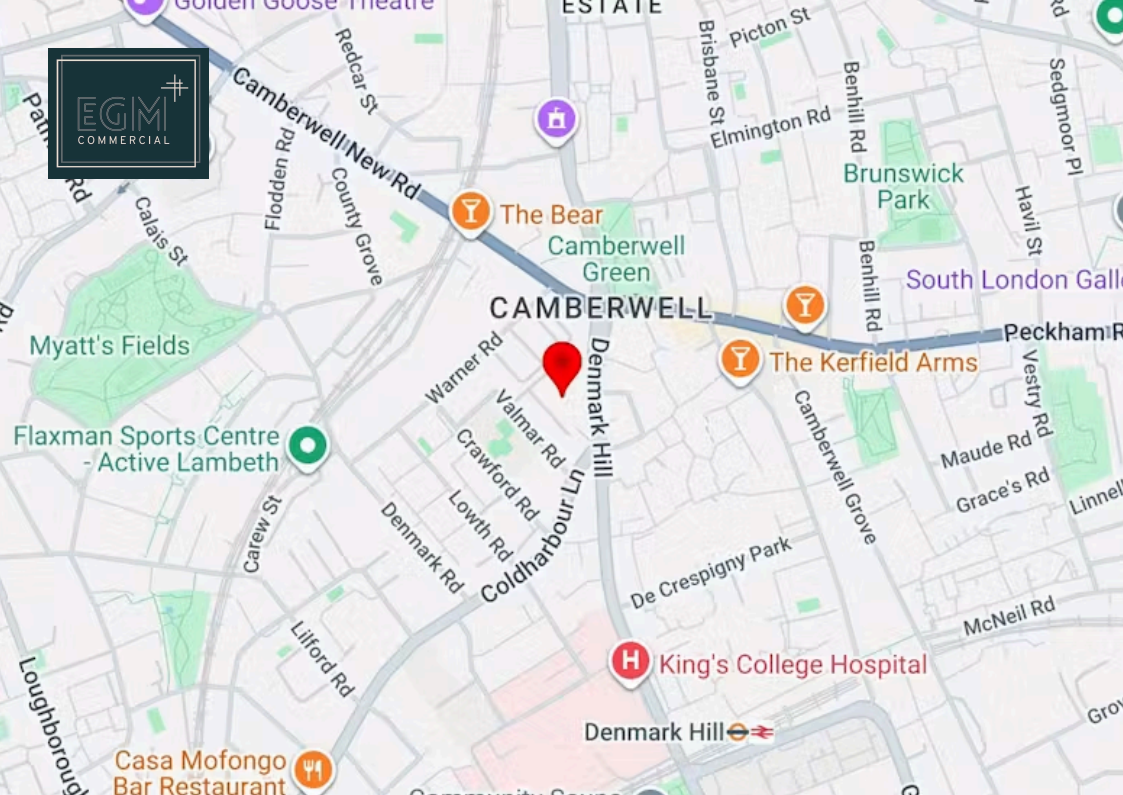 Golden Goose Theatre
ESTATE
Picton St
Brisbane St
Redcar St
EGM
COMMERCIAL
Camberwell New Rd
Benhill Rd
Sedgmoor Pl
Elmington Rd
Flodden Rd
Brunswick
Park
County Grove
Calais St
The Bear
Havil St
Camberwell
Green
Benhill Rd
South London Galle
CAMBERWELL
Peckham R
Myatt's Fields
Warner Rd
Denmark Hill
The Kerfield Arms
Vestry Rd
Valmar Rd
Camberwell Grove
Flaxman Sports Centre
- Active Lambeth
Crawford Rd
Maude Rd
Grace's Rd
Linnell
Carew St
Lowth Rd
Denmark Rd
Coldharbour Ln
De Crespigny Park
McNeil Rd
Lilford Rd
King's College Hospital
Loughborough
Denmark Hill
Grov
Casa Mofongo
Bar Restaurant